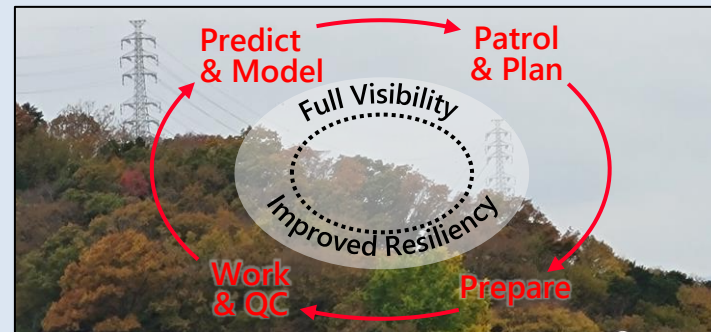 Predict
& Model
Patrol
& Plan
Full Visibility
Improved Resiliency
Work
& QC
Prepare